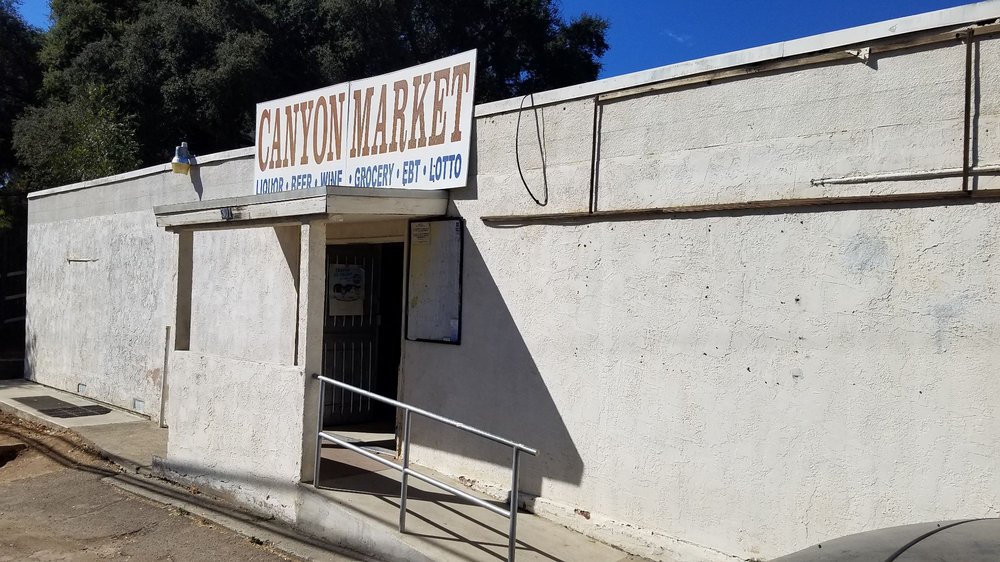 CANYON MARKET
LIQUOR • BEER • WINE • GROCERY • EBT • LOTTO